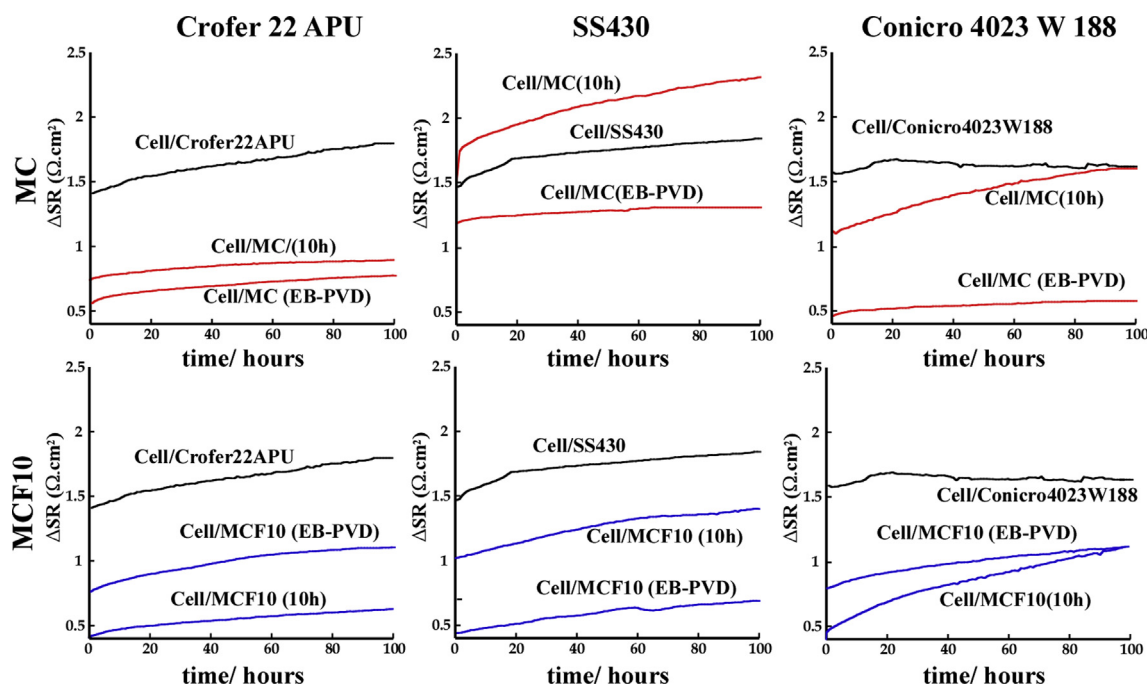 Crofer 22 APU
SS430
Conicro 4023 W 188
MC
ΔSR (Ω.cm²)
2.5
2
1.5
1
0.5
Cell/Crofer22APU
Cell/MC/(10h)
Cell/MC (EB-PVD)
0 20 40 60 80 100
time/ hours
ΔSR (Ω.cm²)
2.5
2
1.5
1
0.5
Cell/MC(10h)
Cell/SS430
Cell/MC(EB-PVD)
0 20 40 60 80 100
time/ hours
ΔSR (Ω.cm²)
2.5
2
1.5
1
0.5
Cell/Conicro4023W188
Cell/MC(10h)
Cell/MC (EB-PVD)
0 20 40 60 80 100
time/ hours
MCF10
ΔSR (Ω.cm²)
2.5
2
1.5
1
0.5
Cell/Crofer22APU
Cell/MCF10 (EB-PVD)
Cell/MCF10 (10h)
0 20 40 60 80 100
time/ hours
ΔSR (Ω.cm²)
2.5
2
1.5
1
0.5
Cell/SS430
Cell/MCF10 (10h)
Cell/MCF10 (EB-PVD)
0 20 40 60 80 100
time/ hours
ΔSR (Ω.cm²)
2.5
2
1.5
1
0.5
Cell/Conicro4023W188
Cell/MCF10 (EB-PVD)
Cell/MCF10(10h)
0 20 40 60 80 100
time/ hours